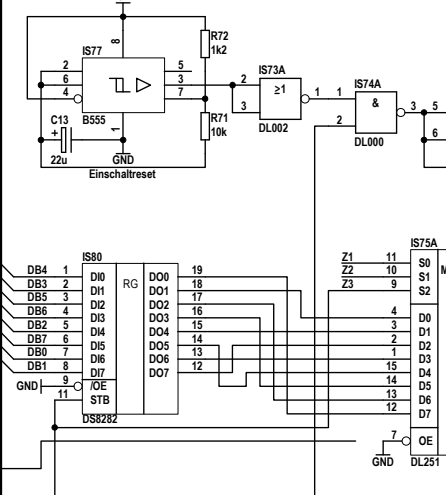 R72
1k2
IS77
8
2
5
6
3
4
7
B555
1
C13
+
22u
GND
Einschaltreset
R71
10k
IS73A
2
≥1
1
3
DL002
IS74A
1
&
3
2
DL000
5
6
IS80
RG
DB4 1 DI0 DO0 19
DB3 2 DI1 DO1 18
DB5 3 DI2 DO2 17
DB6 4 DI3 DO3 16
DB2 5 DI4 DO4 15
DB7 6 DI5 DO5 14
DB0 7 DI6 DO6 13
DB1 8 DI7 DO7 12
GND 9 /OE
11 STB
DS8282
IS75A
M
Z1 11 S0
Z2 10 S1
Z3 9 S2
4 D0
3 D1
2 D2
1 D3
15 D4
14 D5
13 D6
12 D7
7 OE
GND
DL251